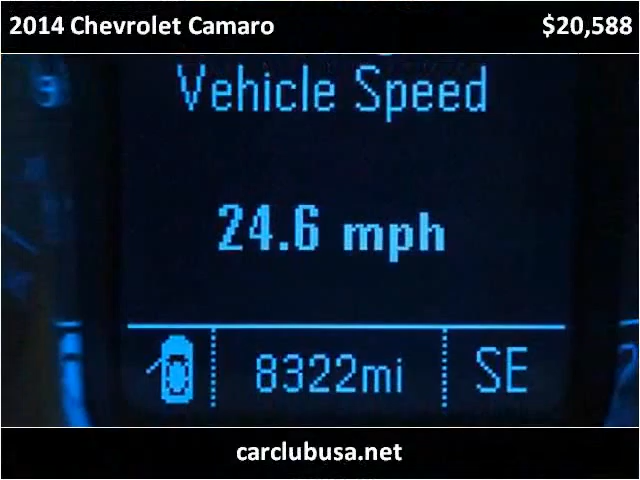 2014 Chevrolet Camaro $20,588
Vehicle Speed
24.6 mph
8322mi SE
carclubusa.net